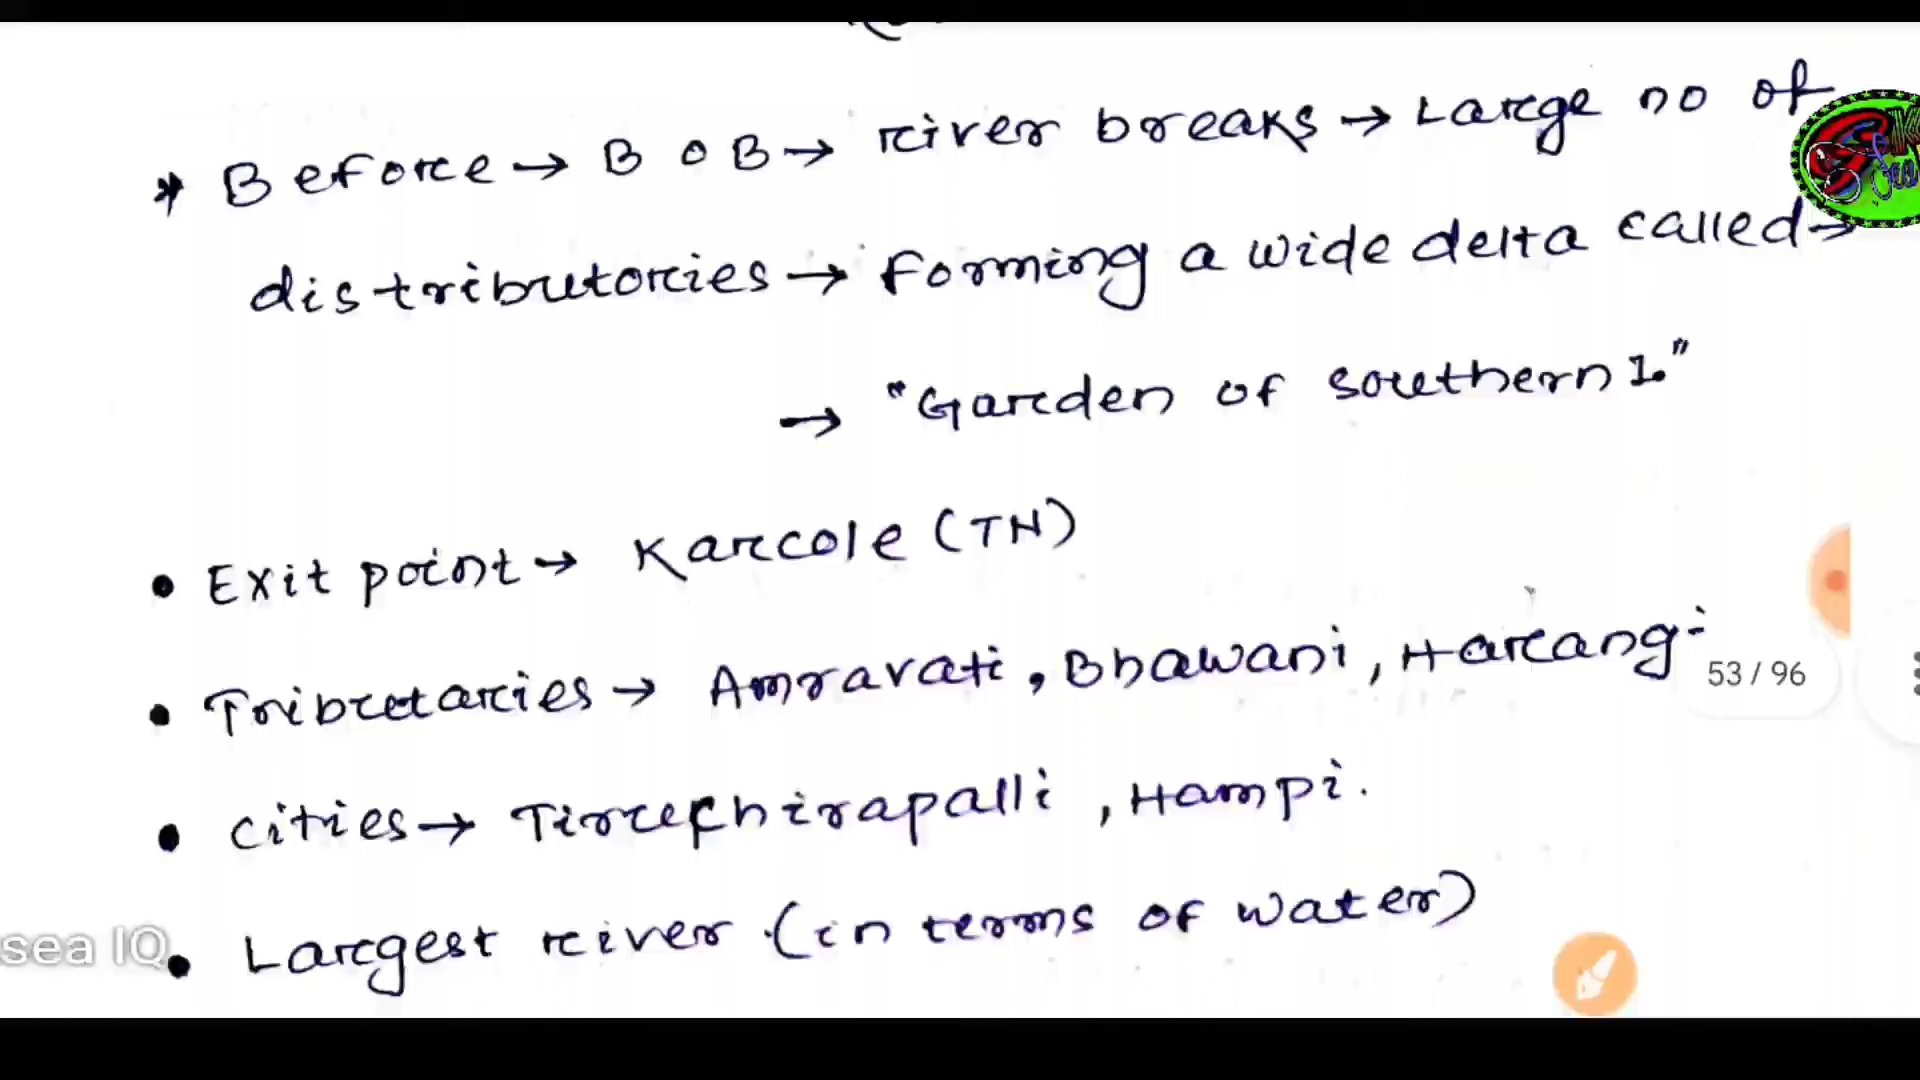 * Before → B O B → river breaks → Large no of
distributories → Forming a wide delta called →
→ "Garden of southern I."
• Exit point → Karcole (TN)
• Tributaries → Amravati, Bhawani, Harangi
53 / 96
• Cities → Tiruchirapalli, Hampi.
• Largest river (in terms of water)
sea IQ